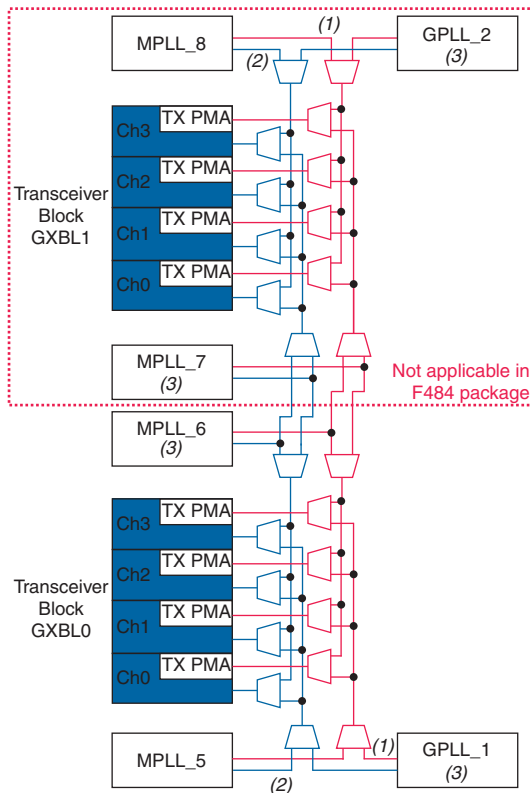 (1)
MPLL_8
GPLL_2
(2)
(3)
TX PMA
Ch3
TX PMA
Ch2
Transceiver
Block
GXBL1
TX PMA
Ch1
TX PMA
Ch0
MPLL_7
(3)
Not applicable in
F484 package
MPLL_6
(3)
TX PMA
Ch3
TX PMA
Ch2
Transceiver
Block
GXBL0
TX PMA
Ch1
TX PMA
Ch0
(1)
MPLL_5
GPLL_1
(2)
(3)